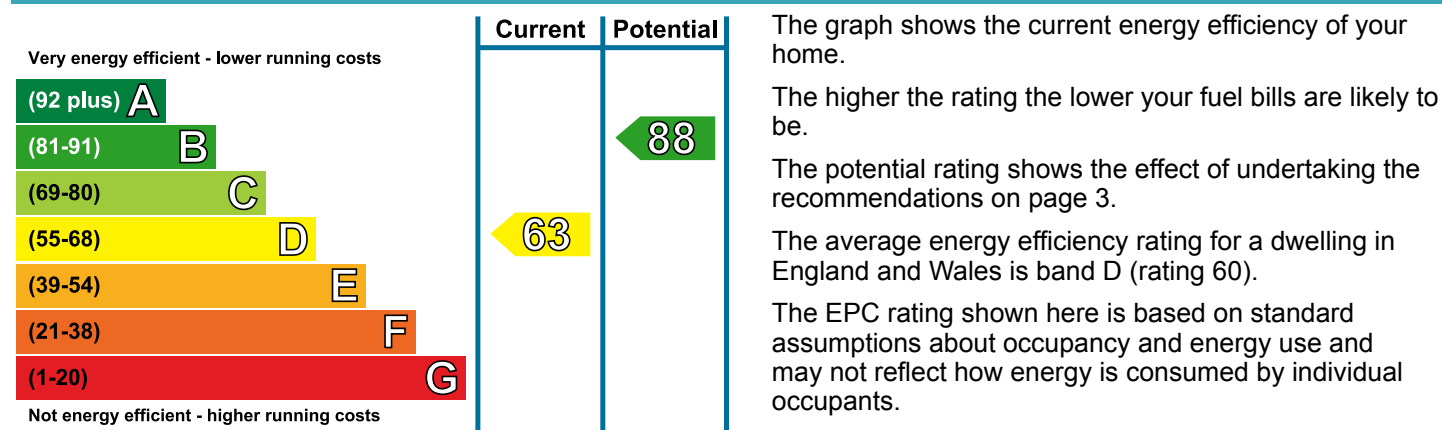 Current Potential
Very energy efficient - lower running costs
(92 plus) A
(81-91) B
88
(69-80) C
(55-68) D
63
(39-54) E
(21-38) F
(1-20) G
Not energy efficient - higher running costs
The graph shows the current energy efficiency of your
home.
The higher the rating the lower your fuel bills are likely to
be.
The potential rating shows the effect of undertaking the
recommendations on page 3.
The average energy efficiency rating for a dwelling in
England and Wales is band D (rating 60).
The EPC rating shown here is based on standard
assumptions about occupancy and energy use and
may not reflect how energy is consumed by individual
occupants.